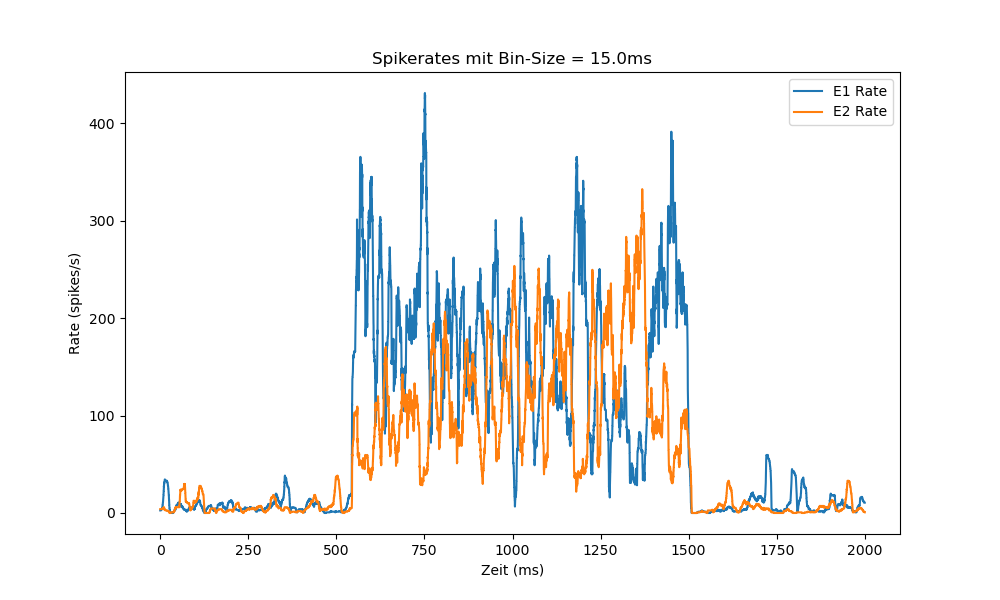 Spikerates mit Bin-Size = 15.0ms
E1 Rate
E2 Rate
400
300
200
100
0
Rate (spikes/s)
0 250 500 750 1000 1250 1500 1750 2000
Zeit (ms)